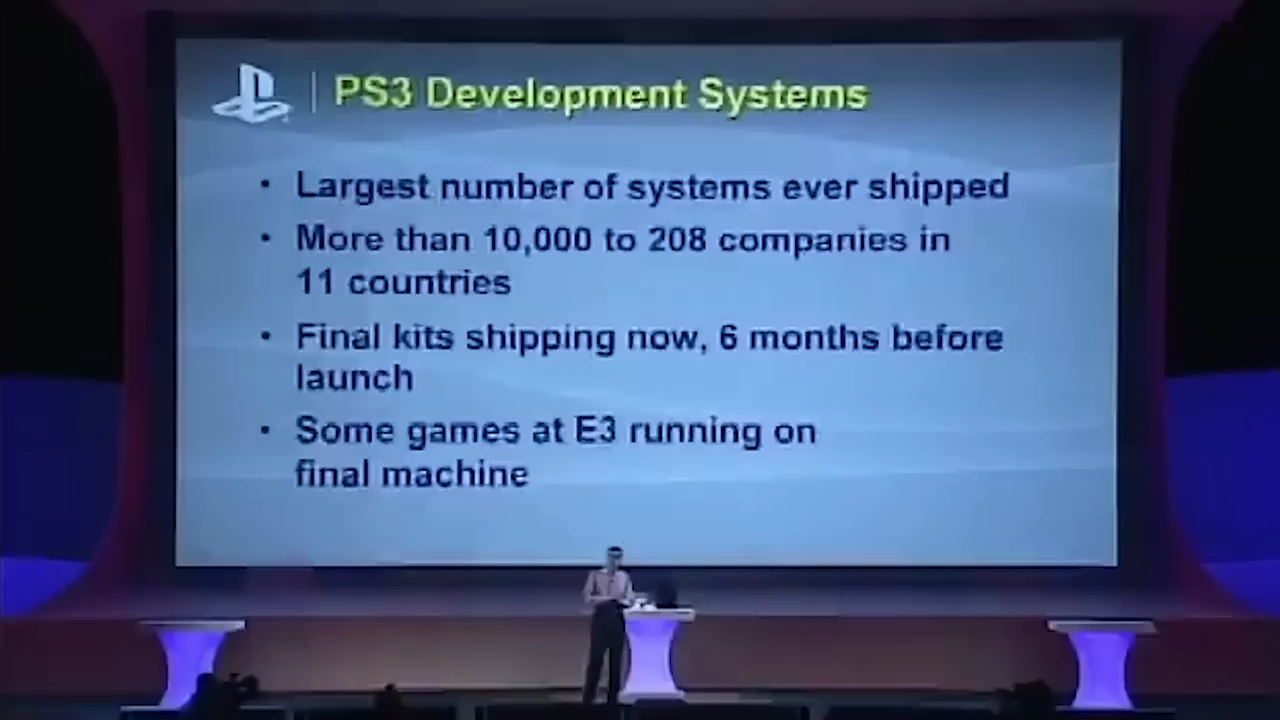 PS3 Development Systems
• Largest number of systems ever shipped
• More than 10,000 to 208 companies in
11 countries
• Final kits shipping now, 6 months before
launch
• Some games at E3 running on
final machine